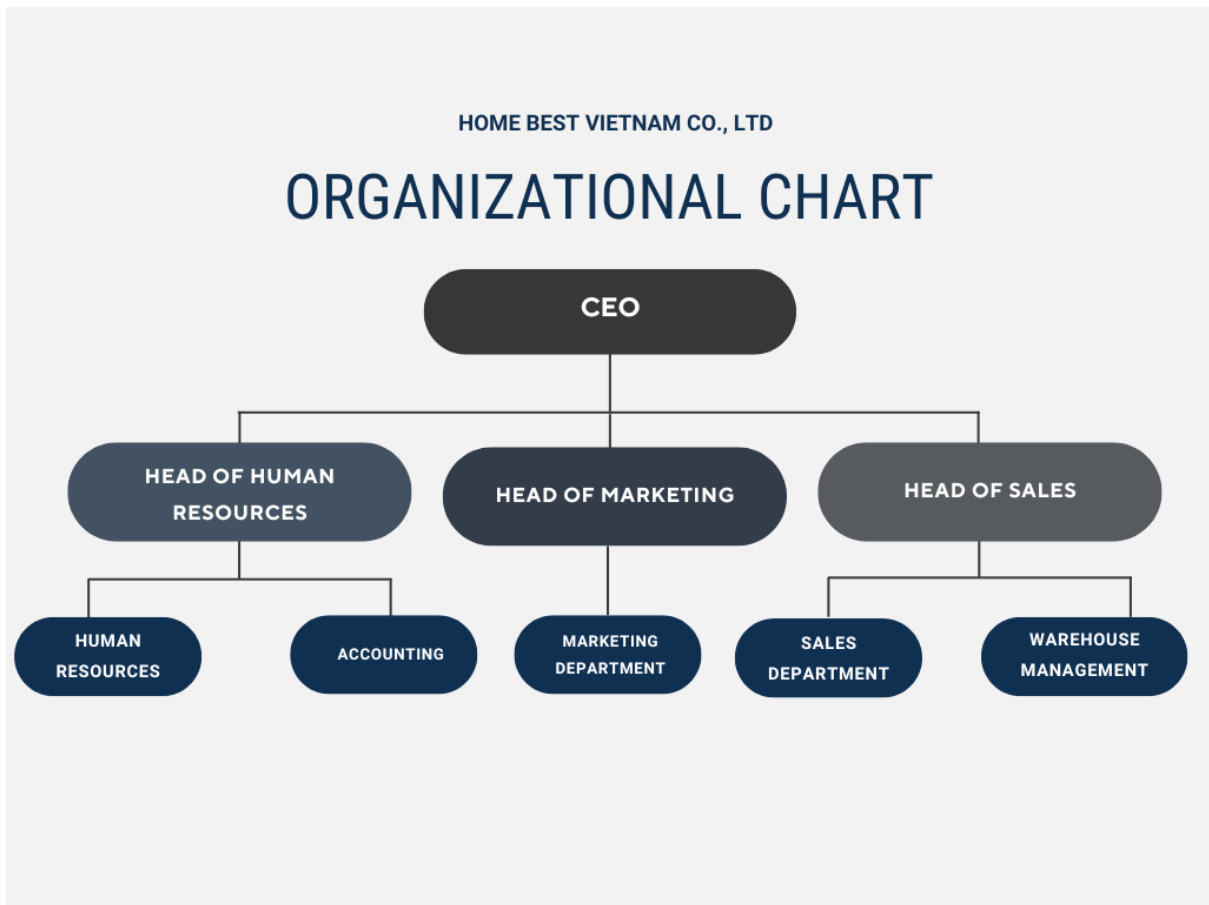 HOME BEST VIETNAM CO., LTD
ORGANIZATIONAL CHART
CEO
HEAD OF HUMAN
RESOURCES
HEAD OF MARKETING
HEAD OF SALES
HUMAN
RESOURCES
ACCOUNTING
MARKETING
DEPARTMENT
SALES
DEPARTMENT
WAREHOUSE
MANAGEMENT